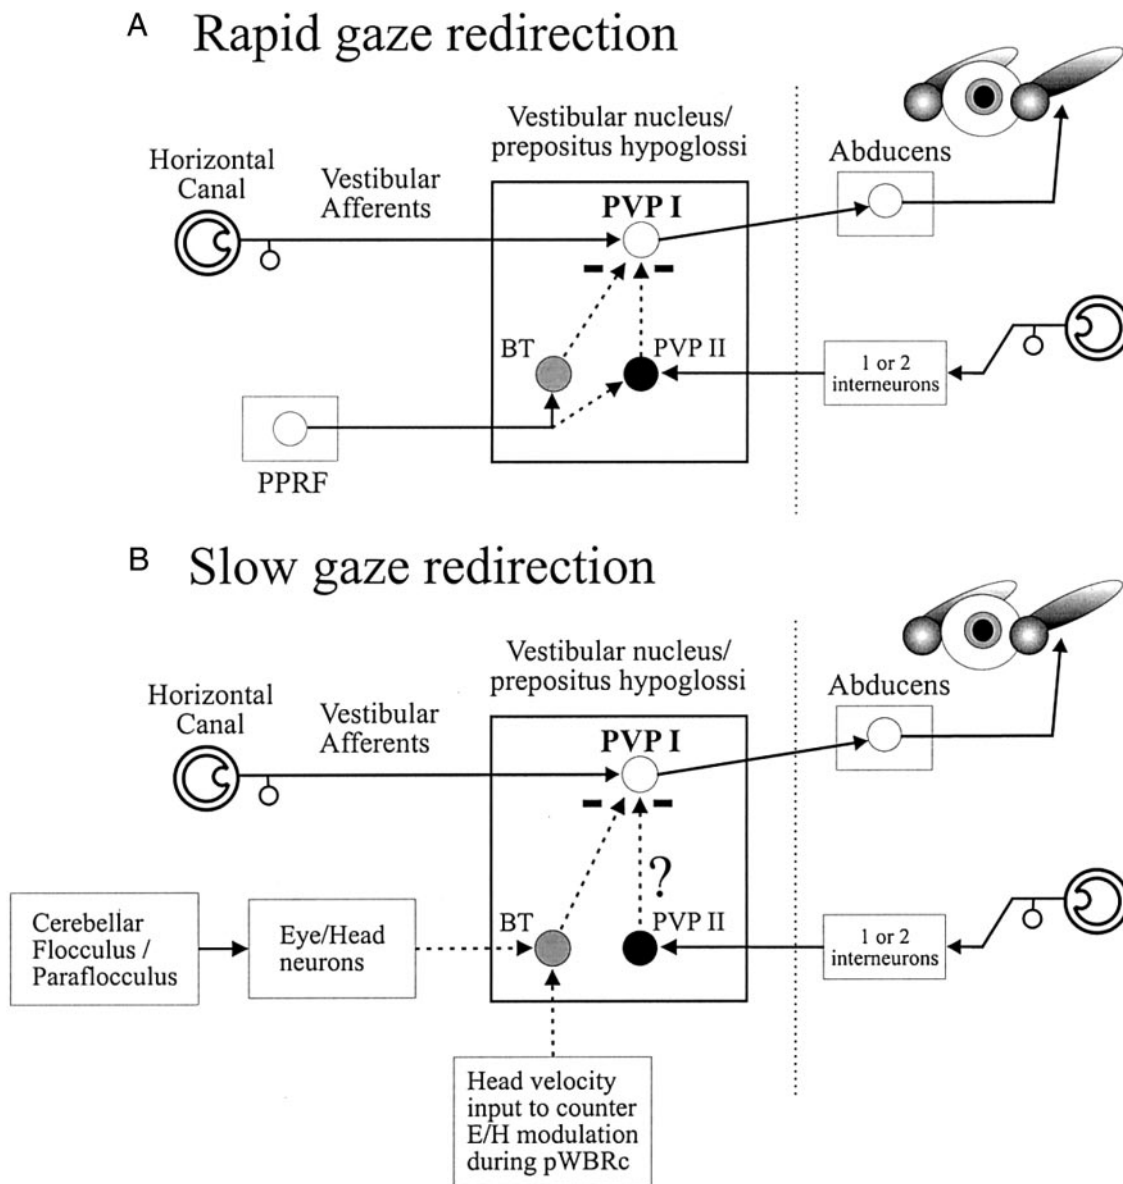 A Rapid gaze redirection
Vestibular nucleus/
prepositus hypoglossi
Horizontal
Canal
Vestibular
Afferents
PVP I
Abducens
BT
PVP II
1 or 2
interneurons
PPRF
B Slow gaze redirection
Vestibular nucleus/
prepositus hypoglossi
Horizontal
Canal
Vestibular
Afferents
PVP I
Abducens
?
BT
PVP II
1 or 2
interneurons
Cerebellar
Flocculus /
Paraflocculus
Eye/Head
neurons
Head velocity
input to counter
E/H modulation
during pWBRc